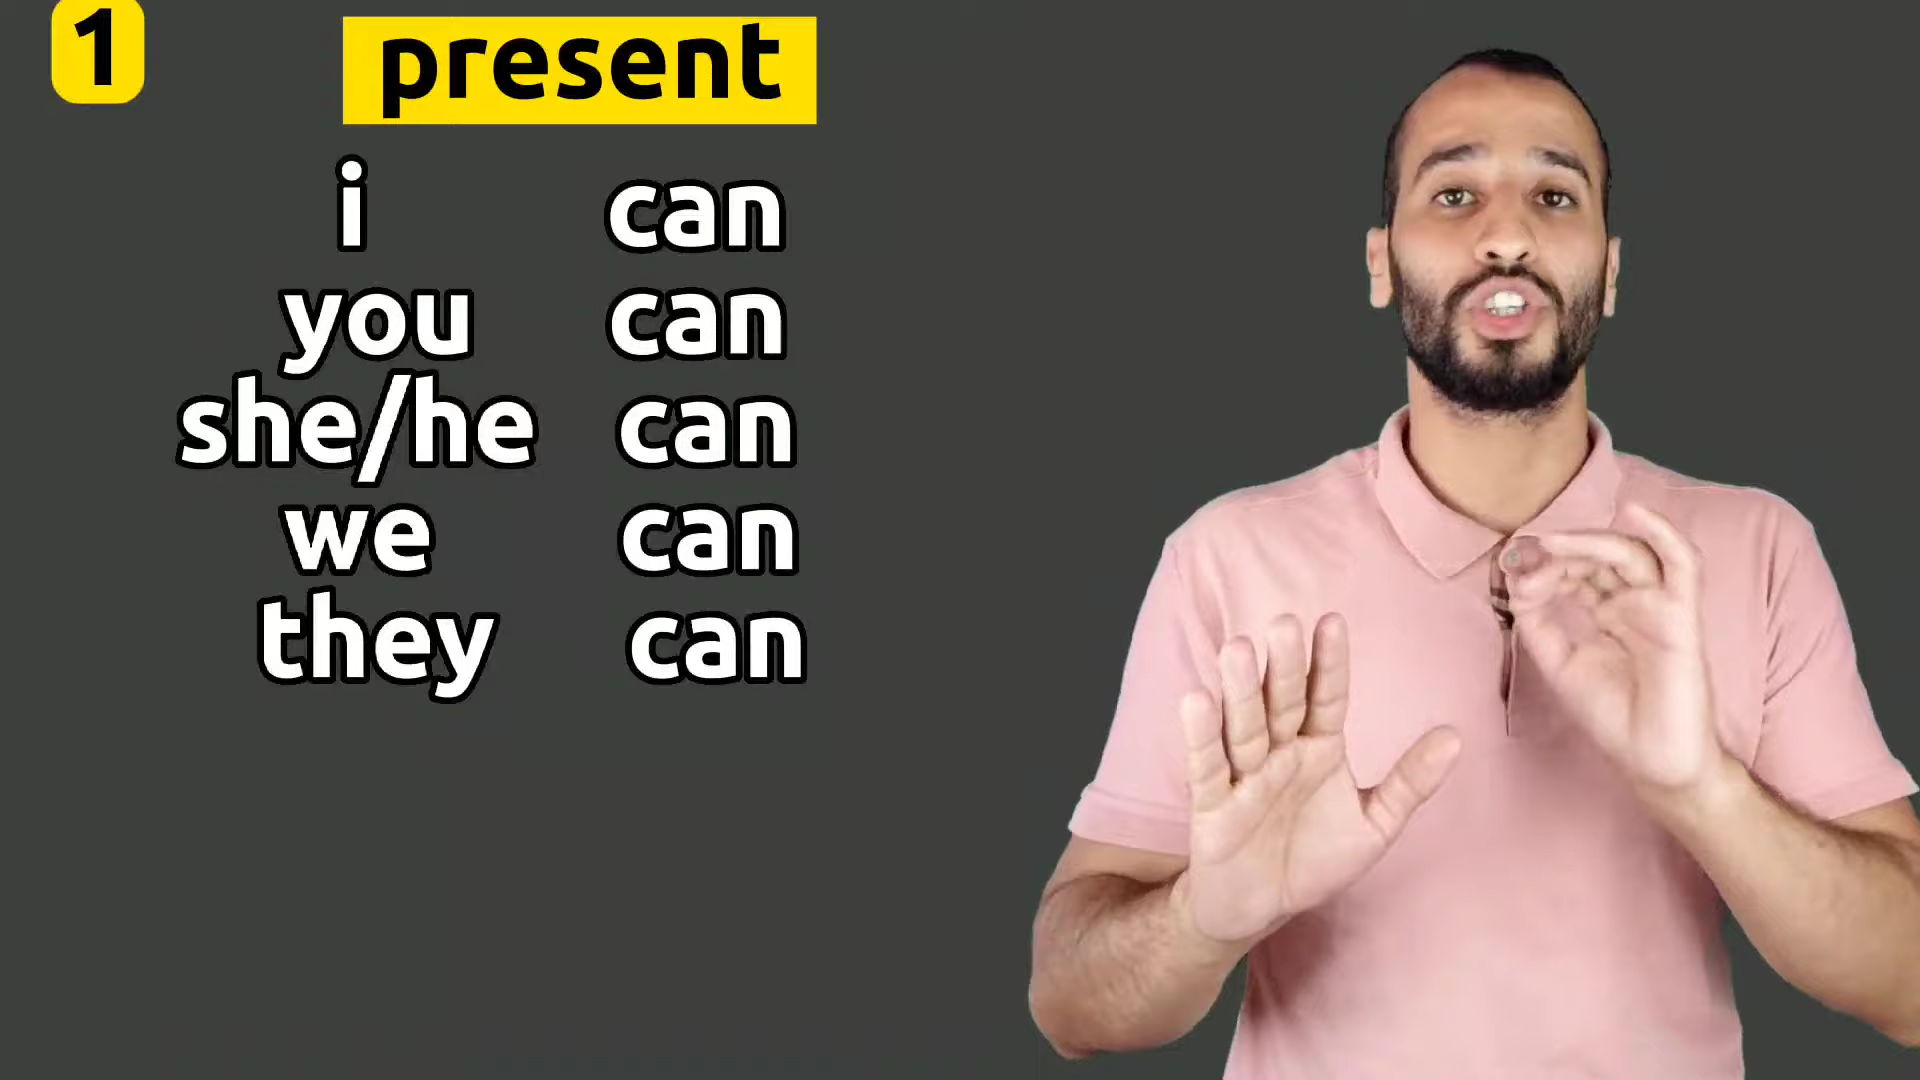 1 present
i can
you can
she/he can
we can
they can